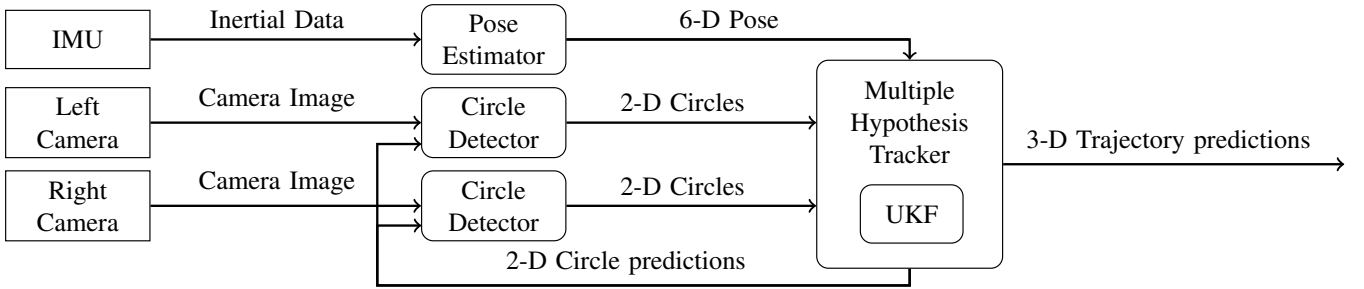 IMU
Inertial Data
Pose
Estimator
6-D Pose
Left
Camera
Camera Image
Circle
Detector
2-D Circles
Multiple
Hypothesis
Tracker
UKF
3-D Trajectory predictions
Right
Camera
Camera Image
Circle
Detector
2-D Circles
2-D Circle predictions